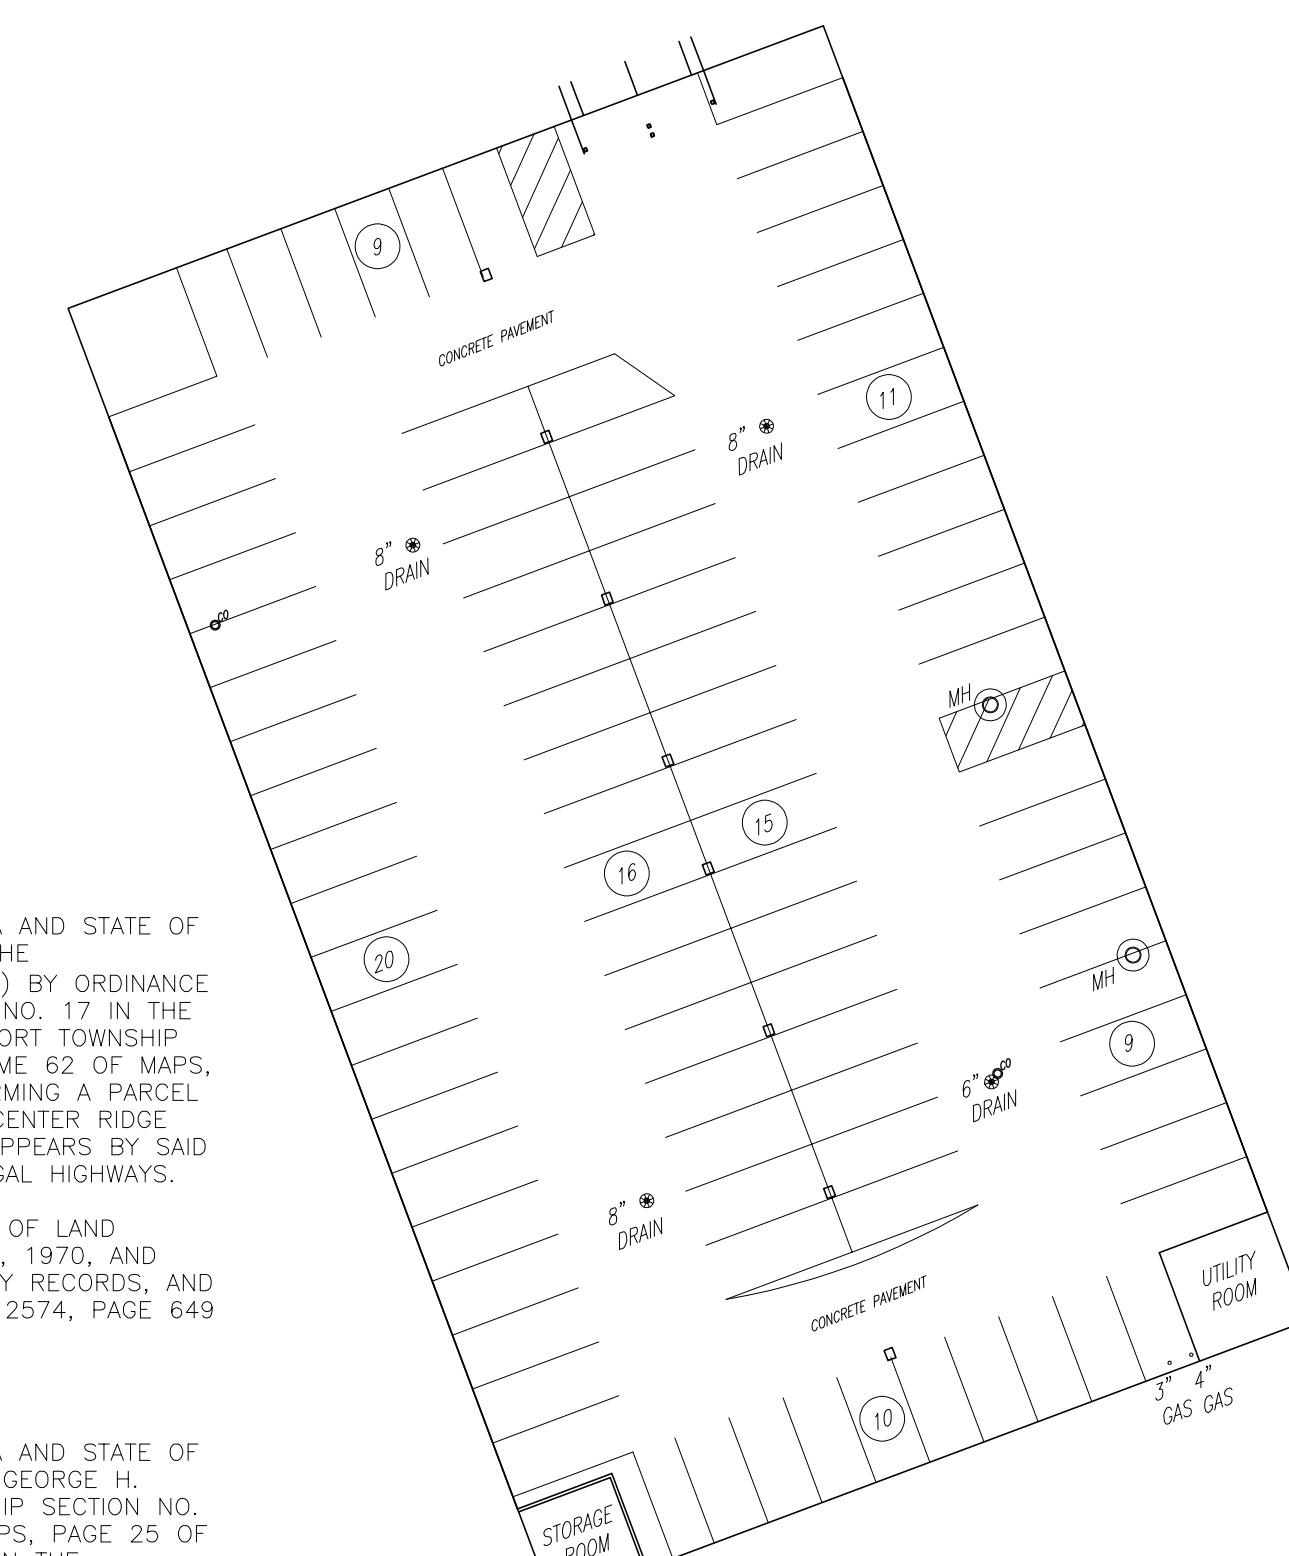 9
CONCRETE PAVEMENT
11
8"
DRAIN
8"
DRAIN
CO
MH
15
16
20
MH
9
CO
6"
DRAIN
8"
DRAIN
CONCRETE PAVEMENT
UTILITY
ROOM
3" 4"
GAS GAS
10
STORAGE
ROOM
A AND STATE OF
HE
) BY ORDINANCE
NO. 17 IN THE
ORT TOWNSHIP
ME 62 OF MAPS,
RMING A PARCEL
CENTER RIDGE
PPEARS BY SAID
GAL HIGHWAYS.
OF LAND
, 1970, AND
Y RECORDS, AND
2574, PAGE 649
A AND STATE OF
GEORGE H.
IP SECTION NO.
PS, PAGE 25 OF
N THE